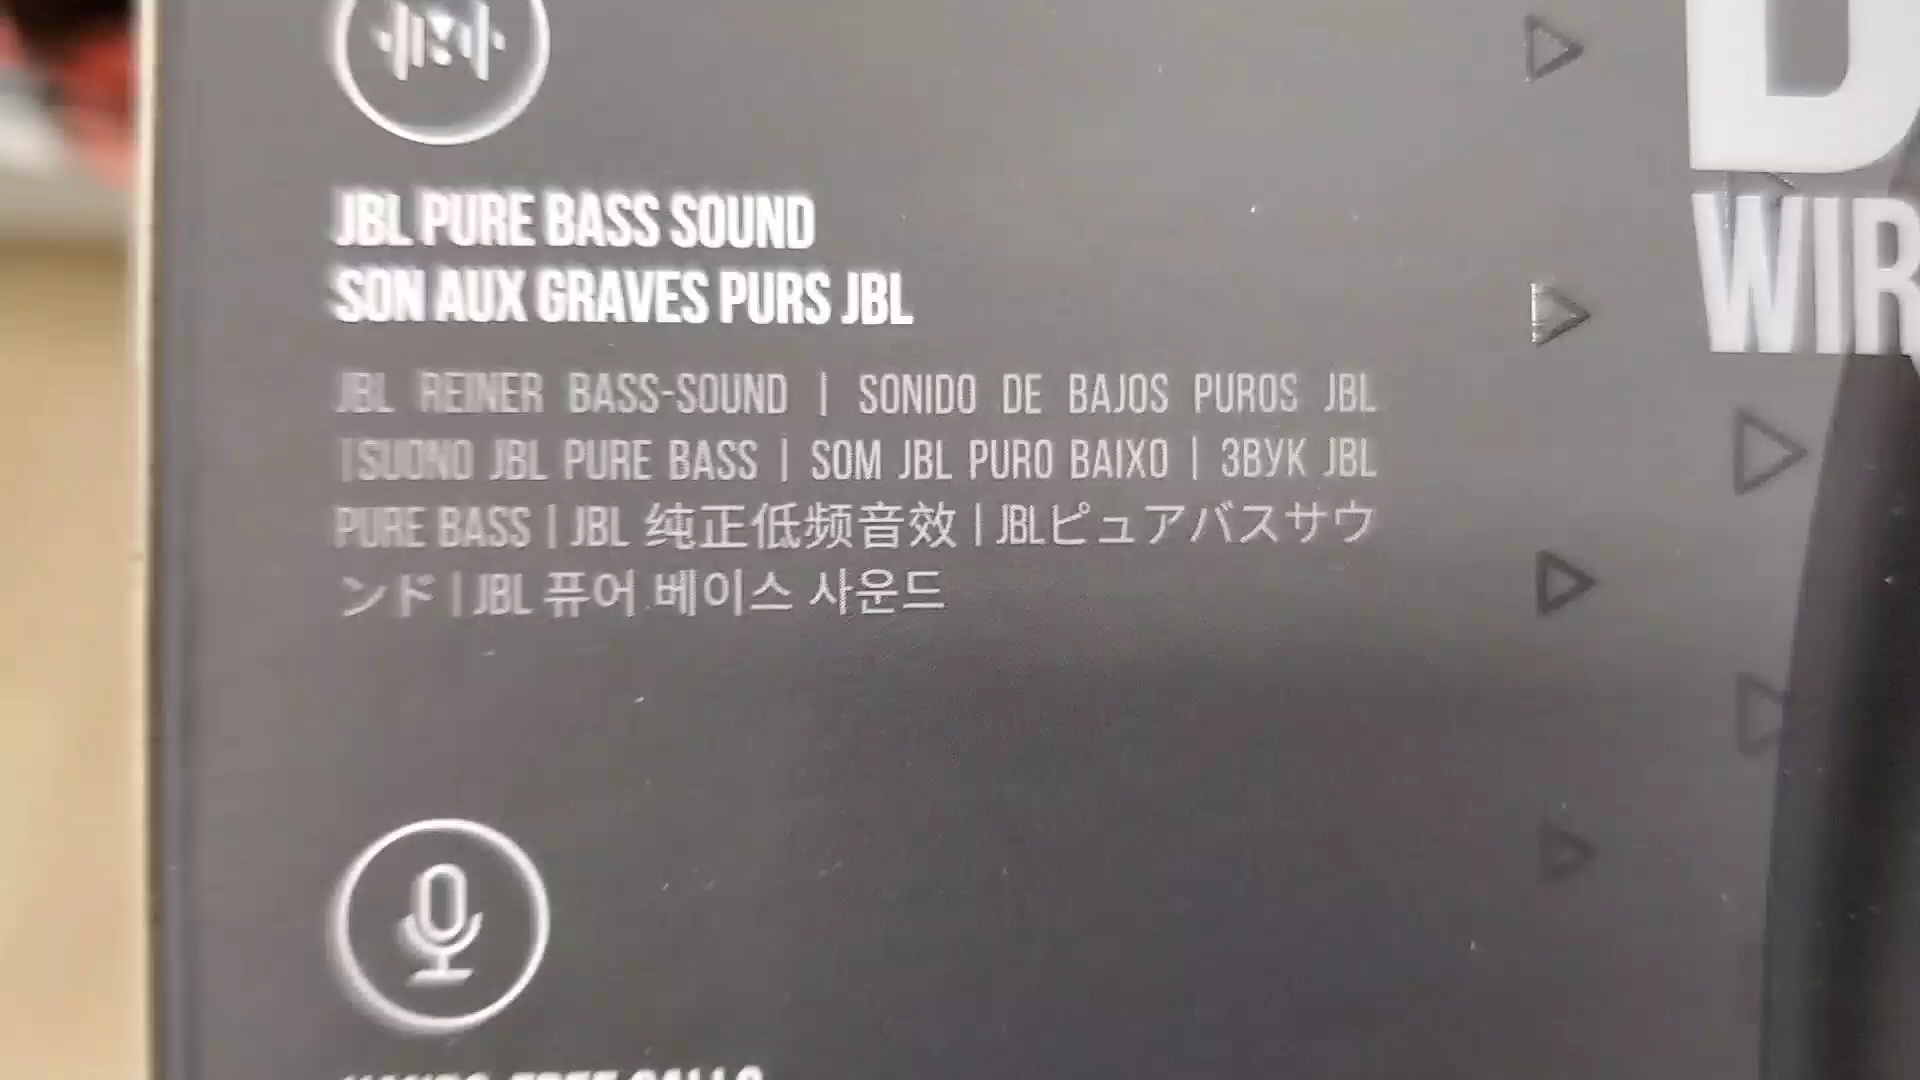 JBL PURE BASS SOUND
SON AUX GRAVES PURS JBL
JBL REINER BASS-SOUND | SONIDO DE BAJOS PUROS JBL
|SUONO JBL PURE BASS | SOM JBL PURO BAIXO | ЗВУК JBL
PURE BASS | JBL 纯正低频音效 | JBLピュアバスサウ
ンド | JBL 퓨어 베이스 사운드